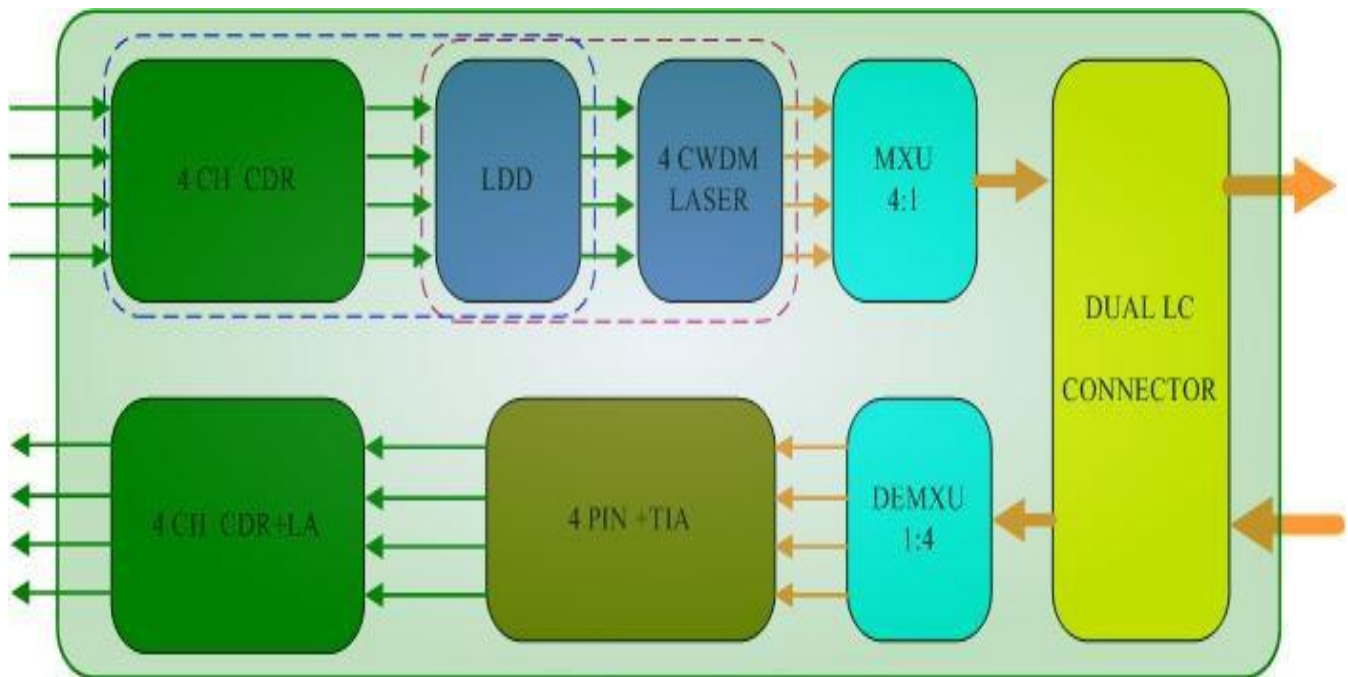 4 CH CDR
LDD
4 CWDM
LASER
MXU
4:1
DUAL LC
CONNECTOR
4 CH CDR+LA
4 PIN +TIA
DEMXU
1:4